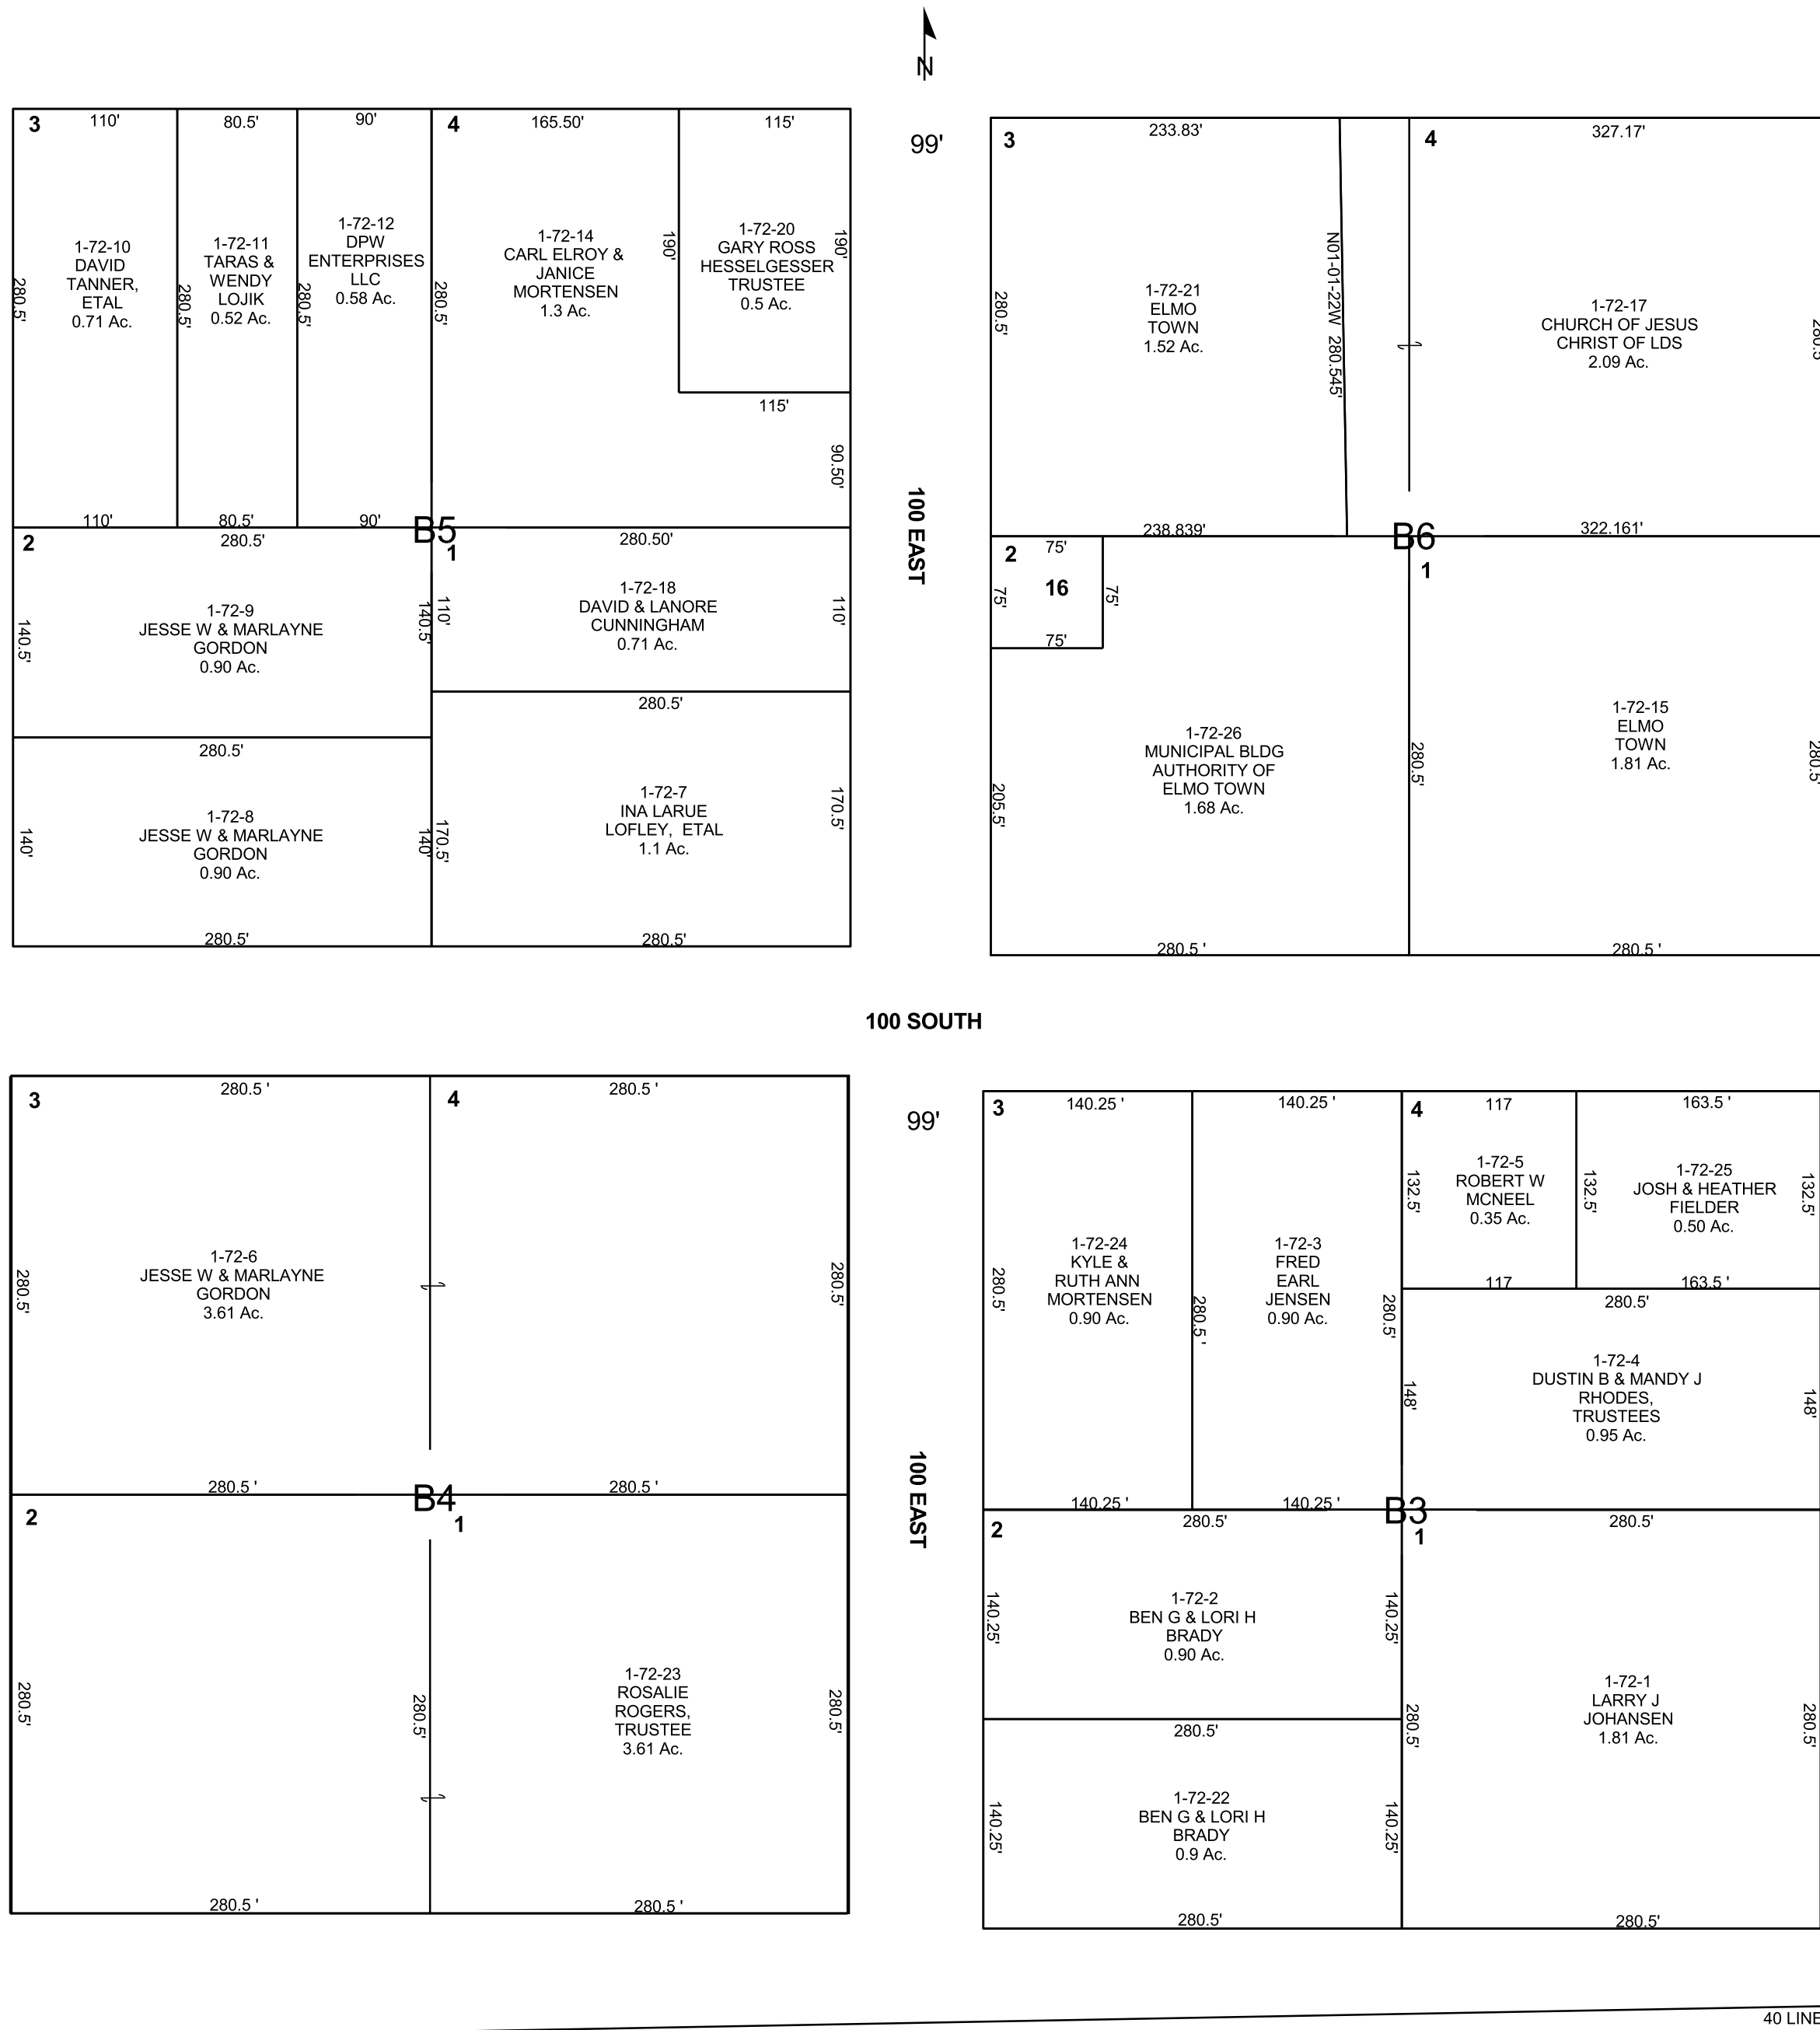 N
3
110'
80.5'
90'
4
165.50'
115'
280.5'
1-72-10
DAVID
TANNER,
ETAL
0.71 Ac.
280.5'
1-72-11
TARAS &
WENDY
LOJIK
0.52 Ac.
280.5'
1-72-12
DPW
ENTERPRISES
LLC
0.58 Ac.
280.5'
1-72-14
CARL ELROY &
JANICE
MORTENSEN
1.3 Ac.
190'
1-72-20
GARY ROSS
HESSELGESSER
TRUSTEE
0.5 Ac.
190'
115'
90.50'
110'
80.5'
90'
B5
2
280.5'
1
280.50'
140.5'
1-72-9
JESSE W & MARLAYNE
GORDON
0.90 Ac.
140.5'
110'
1-72-18
DAVID & LANORE
CUNNINGHAM
0.71 Ac.
110'
280.5'
280.5'
140'
1-72-8
JESSE W & MARLAYNE
GORDON
0.90 Ac.
140'
170.5'
1-72-7
INA LARUE
LOFLEY, ETAL
1.1 Ac.
170.5'
280.5'
280.5'
99'
100 EAST
3
233.83'
4
327.17'
280.5'
1-72-21
ELMO
TOWN
1.52 Ac.
N01-01-22W 280.545'
1-72-17
CHURCH OF JESUS
CHRIST OF LDS
2.09 Ac.
280.5
238.839'
B6
322.161'
2
75'
1
75'
16
75'
75'
205.5'
1-72-26
MUNICIPAL BLDG
AUTHORITY OF
ELMO TOWN
1.68 Ac.
280.5'
1-72-15
ELMO
TOWN
1.81 Ac.
280.5'
280.5 '
280.5 '
100 SOUTH
3
280.5 '
4
280.5 '
280.5'
1-72-6
JESSE W & MARLAYNE
GORDON
3.61 Ac.
280.5'
280.5 '
B4
280.5 '
2
1
280.5'
280.5'
1-72-23
ROSALIE
ROGERS,
TRUSTEE
3.61 Ac.
280.5'
280.5 '
280.5 '
99'
100 EAST
3
140.25 '
140.25 '
4
117
163.5 '
280.5'
1-72-24
KYLE &
RUTH ANN
MORTENSEN
0.90 Ac.
280.5 '
1-72-3
FRED
EARL
JENSEN
0.90 Ac.
280.5'
132.5'
1-72-5
ROBERT W
MCNEEL
0.35 Ac.
132.5'
1-72-25
JOSH & HEATHER
FIELDER
0.50 Ac.
132.5'
117
163.5 '
280.5'
148'
1-72-4
DUSTIN B & MANDY J
RHODES,
TRUSTEES
0.95 Ac.
148'
140.25 '
140.25 '
B3
2
280.5'
1
280.5'
140.25'
1-72-2
BEN G & LORI H
BRADY
0.90 Ac.
140.25'
280.5'
140.25'
1-72-22
BEN G & LORI H
BRADY
0.9 Ac.
140.25'
280.5'
1-72-1
LARRY J
JOHANSEN
1.81 Ac.
280.5'
280.5'
280.5'
40 LINE